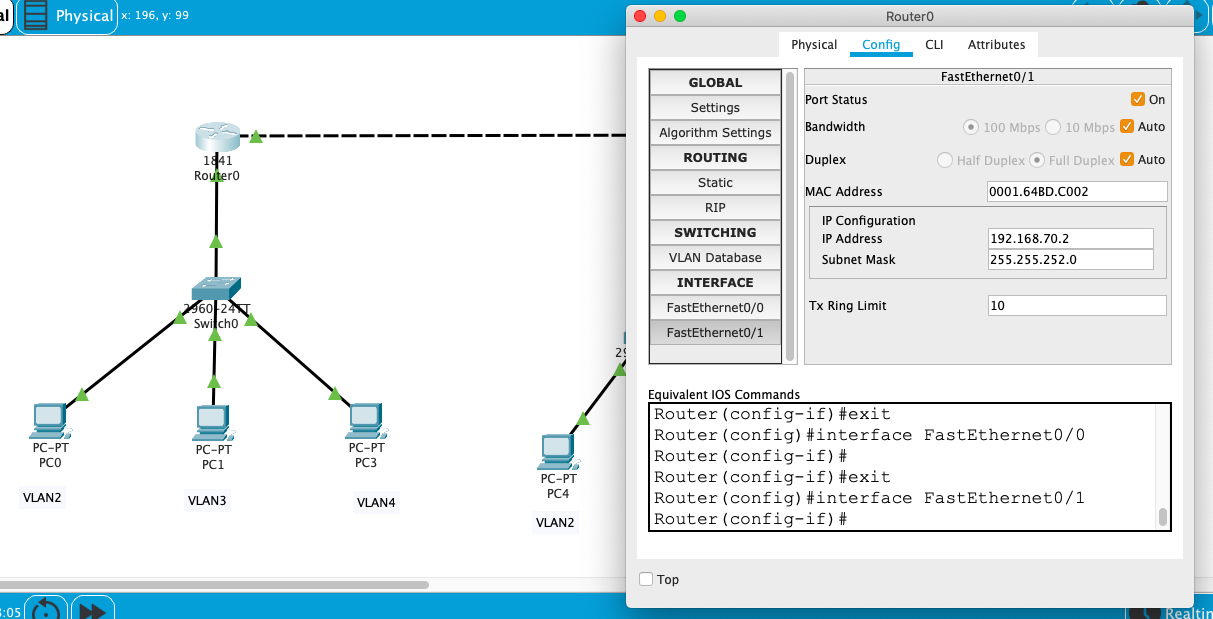 al
Physical
x: 196, y: 99
1841
Router0
2960-24TT
Switch0
PC-PT
PC0
PC-PT
PC1
PC-PT
PC3
PC-PT
PC4
VLAN2
VLAN3
VLAN4
VLAN2
29
8:05
Router0
Physical
Config
CLI
Attributes
GLOBAL
Settings
Algorithm Settings
ROUTING
Static
RIP
SWITCHING
VLAN Database
INTERFACE
FastEthernet0/0
FastEthernet0/1
FastEthernet0/1
Port Status On
Bandwidth 100 Mbps 10 Mbps Auto
Duplex Half Duplex Full Duplex Auto
MAC Address 0001.64BD.C002
IP Configuration
IP Address 192.168.70.2
Subnet Mask 255.255.252.0
Tx Ring Limit 10
Equivalent IOS Commands
Router(config-if)#exit
Router(config)#interface FastEthernet0/0
Router(config-if)#
Router(config-if)#exit
Router(config)#interface FastEthernet0/1
Router(config-if)#
Top
Realtin